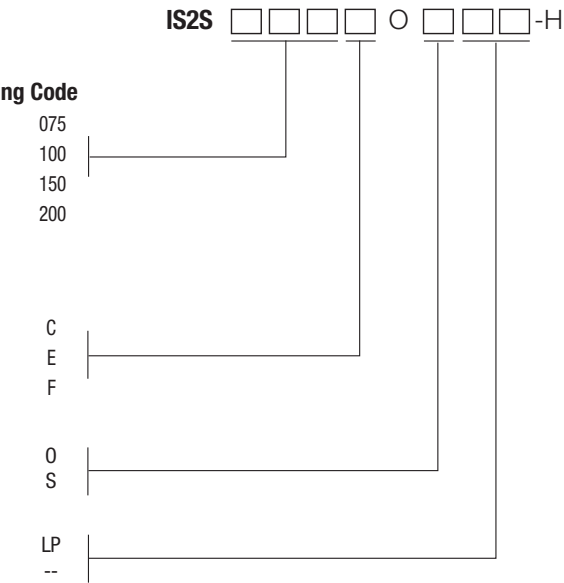 IS2S □□□□ O □□□-H
ng Code
075
100
150
200
C
E
F
O
S
LP
--